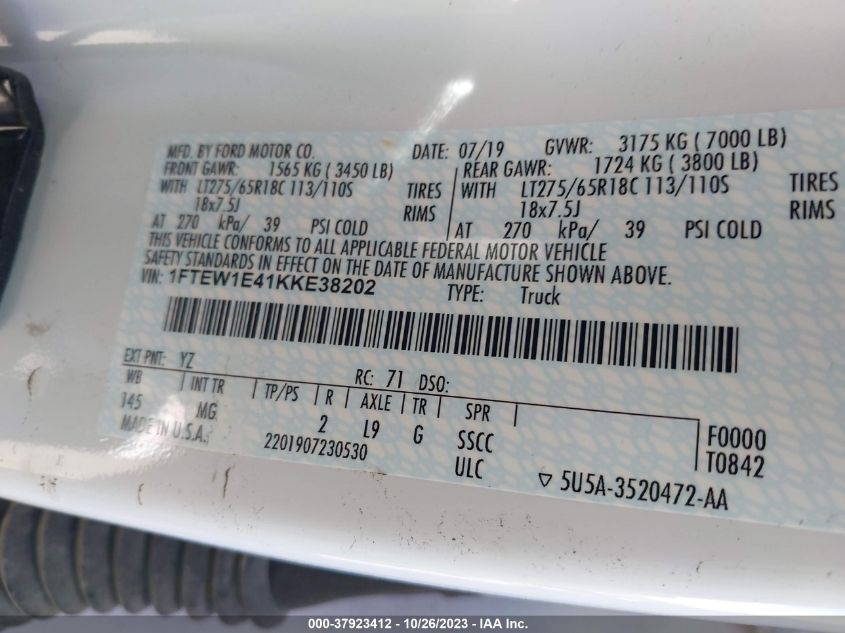 MFD. BY FORD MOTOR CO. DATE: 07/19 GVWR: 3175 KG ( 7000 LB)
FRONT GAWR: 1565 KG ( 3450 LB) REAR GAWR: 1724 KG ( 3800 LB)
WITH LT275/65R18C 113/110S TIRES WITH LT275/65R18C 113/110S TIRES
18x7.5J RIMS 18x7.5J RIMS
AT 270 kPa/ 39 PSI COLD AT 270 kPa/ 39 PSI COLD
THIS VEHICLE CONFORMS TO ALL APPLICABLE FEDERAL MOTOR VEHICLE
SAFETY STANDARDS IN EFFECT ON THE DATE OF MANUFACTURE SHOWN ABOVE.
VIN: 1FTEW1E41KKE38202 TYPE: Truck
EXT PNT: YZ RC: 71 DSO:
WB INT TR TP/PS R AXLE TR SPR
145 MG 2 L9 G SSCC F0000
MADE IN U.S.A. 2201907230530 ULC T0842
5U5A-3520472-AA
000-37923412 - 10/26/2023 - IAA Inc.